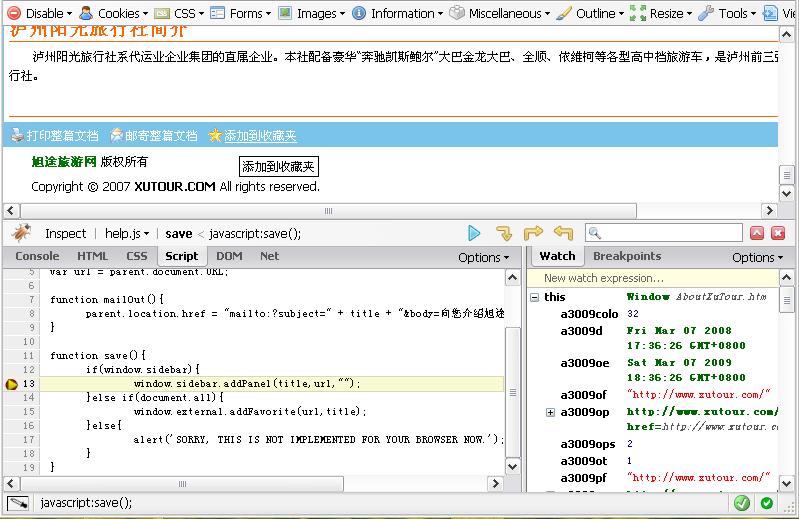 Disable Cookies CSS Forms Images Information Miscellaneous Outline Resize Tools Vie
泸州阳光旅行社简介
泸州阳光旅行社系代运业企业集团的直属企业。本社配备豪华"奔驰凯斯鲍尔"大巴金龙大巴、全顺、依维柯等各型高中档旅游车，是泸州前三强
行社。
打印整篇文档 邮寄整篇文档 添加到收藏夹
旭途旅游网 版权所有
添加到收藏夹
Copyright © 2007 XUTOUR.COM All rights reserved.
Inspect help.js save < javascript:save();
Console HTML CSS Script DOM Net Options
Watch Breakpoints Options
5 var url = parent.document.URL;
6
7 function mailOut(){
8 parent.location.href = "mailto:?subject=" + title + "&body=向您介绍旭途
9 }
10
11 function save(){
12 if(window.sidebar){
13 window.sidebar.addPanel(title,url,"");
14 }else if(document.all){
15 window.external.addFavorite(url,title);
16 }else{
17 alert('SORRY, THIS IS NOT IMPLEMENTED FOR YOUR BROWSER NOW.');
18 }
19 }
New watch expression...
this Window AboutXuTour.htm
a3009colo 32
a3009d Fri Mar 07 2008
17:36:26 GMT+0800
a3009oe Sat Mar 07 2009
18:36:26 GMT+0800
a3009of "http://www.xutour.com/"
a3009op http://www.xutour.com/
href=http://www.xutour.co
a3009ops 2
a3009ot 1
a3009pf "http://www.xutour.com/"
javascript:save();